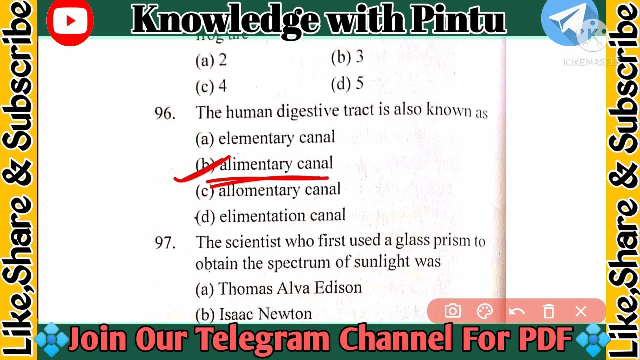 Knowledge with Pintu
KINEMASTER
frog are
(a) 2 (b) 3
(c) 4 (d) 5
96. The human digestive tract is also known as
(a) elementary canal
(b) alimentary canal
(c) allomentary canal
(d) elimentation canal
97. The scientist who first used a glass prism to
obtain the spectrum of sunlight was
(a) Thomas Alva Edison
(b) Isaac Newton
Like,Share & Subscribe
Like,Share & Subscribe
Join Our Telegram Channel For PDF